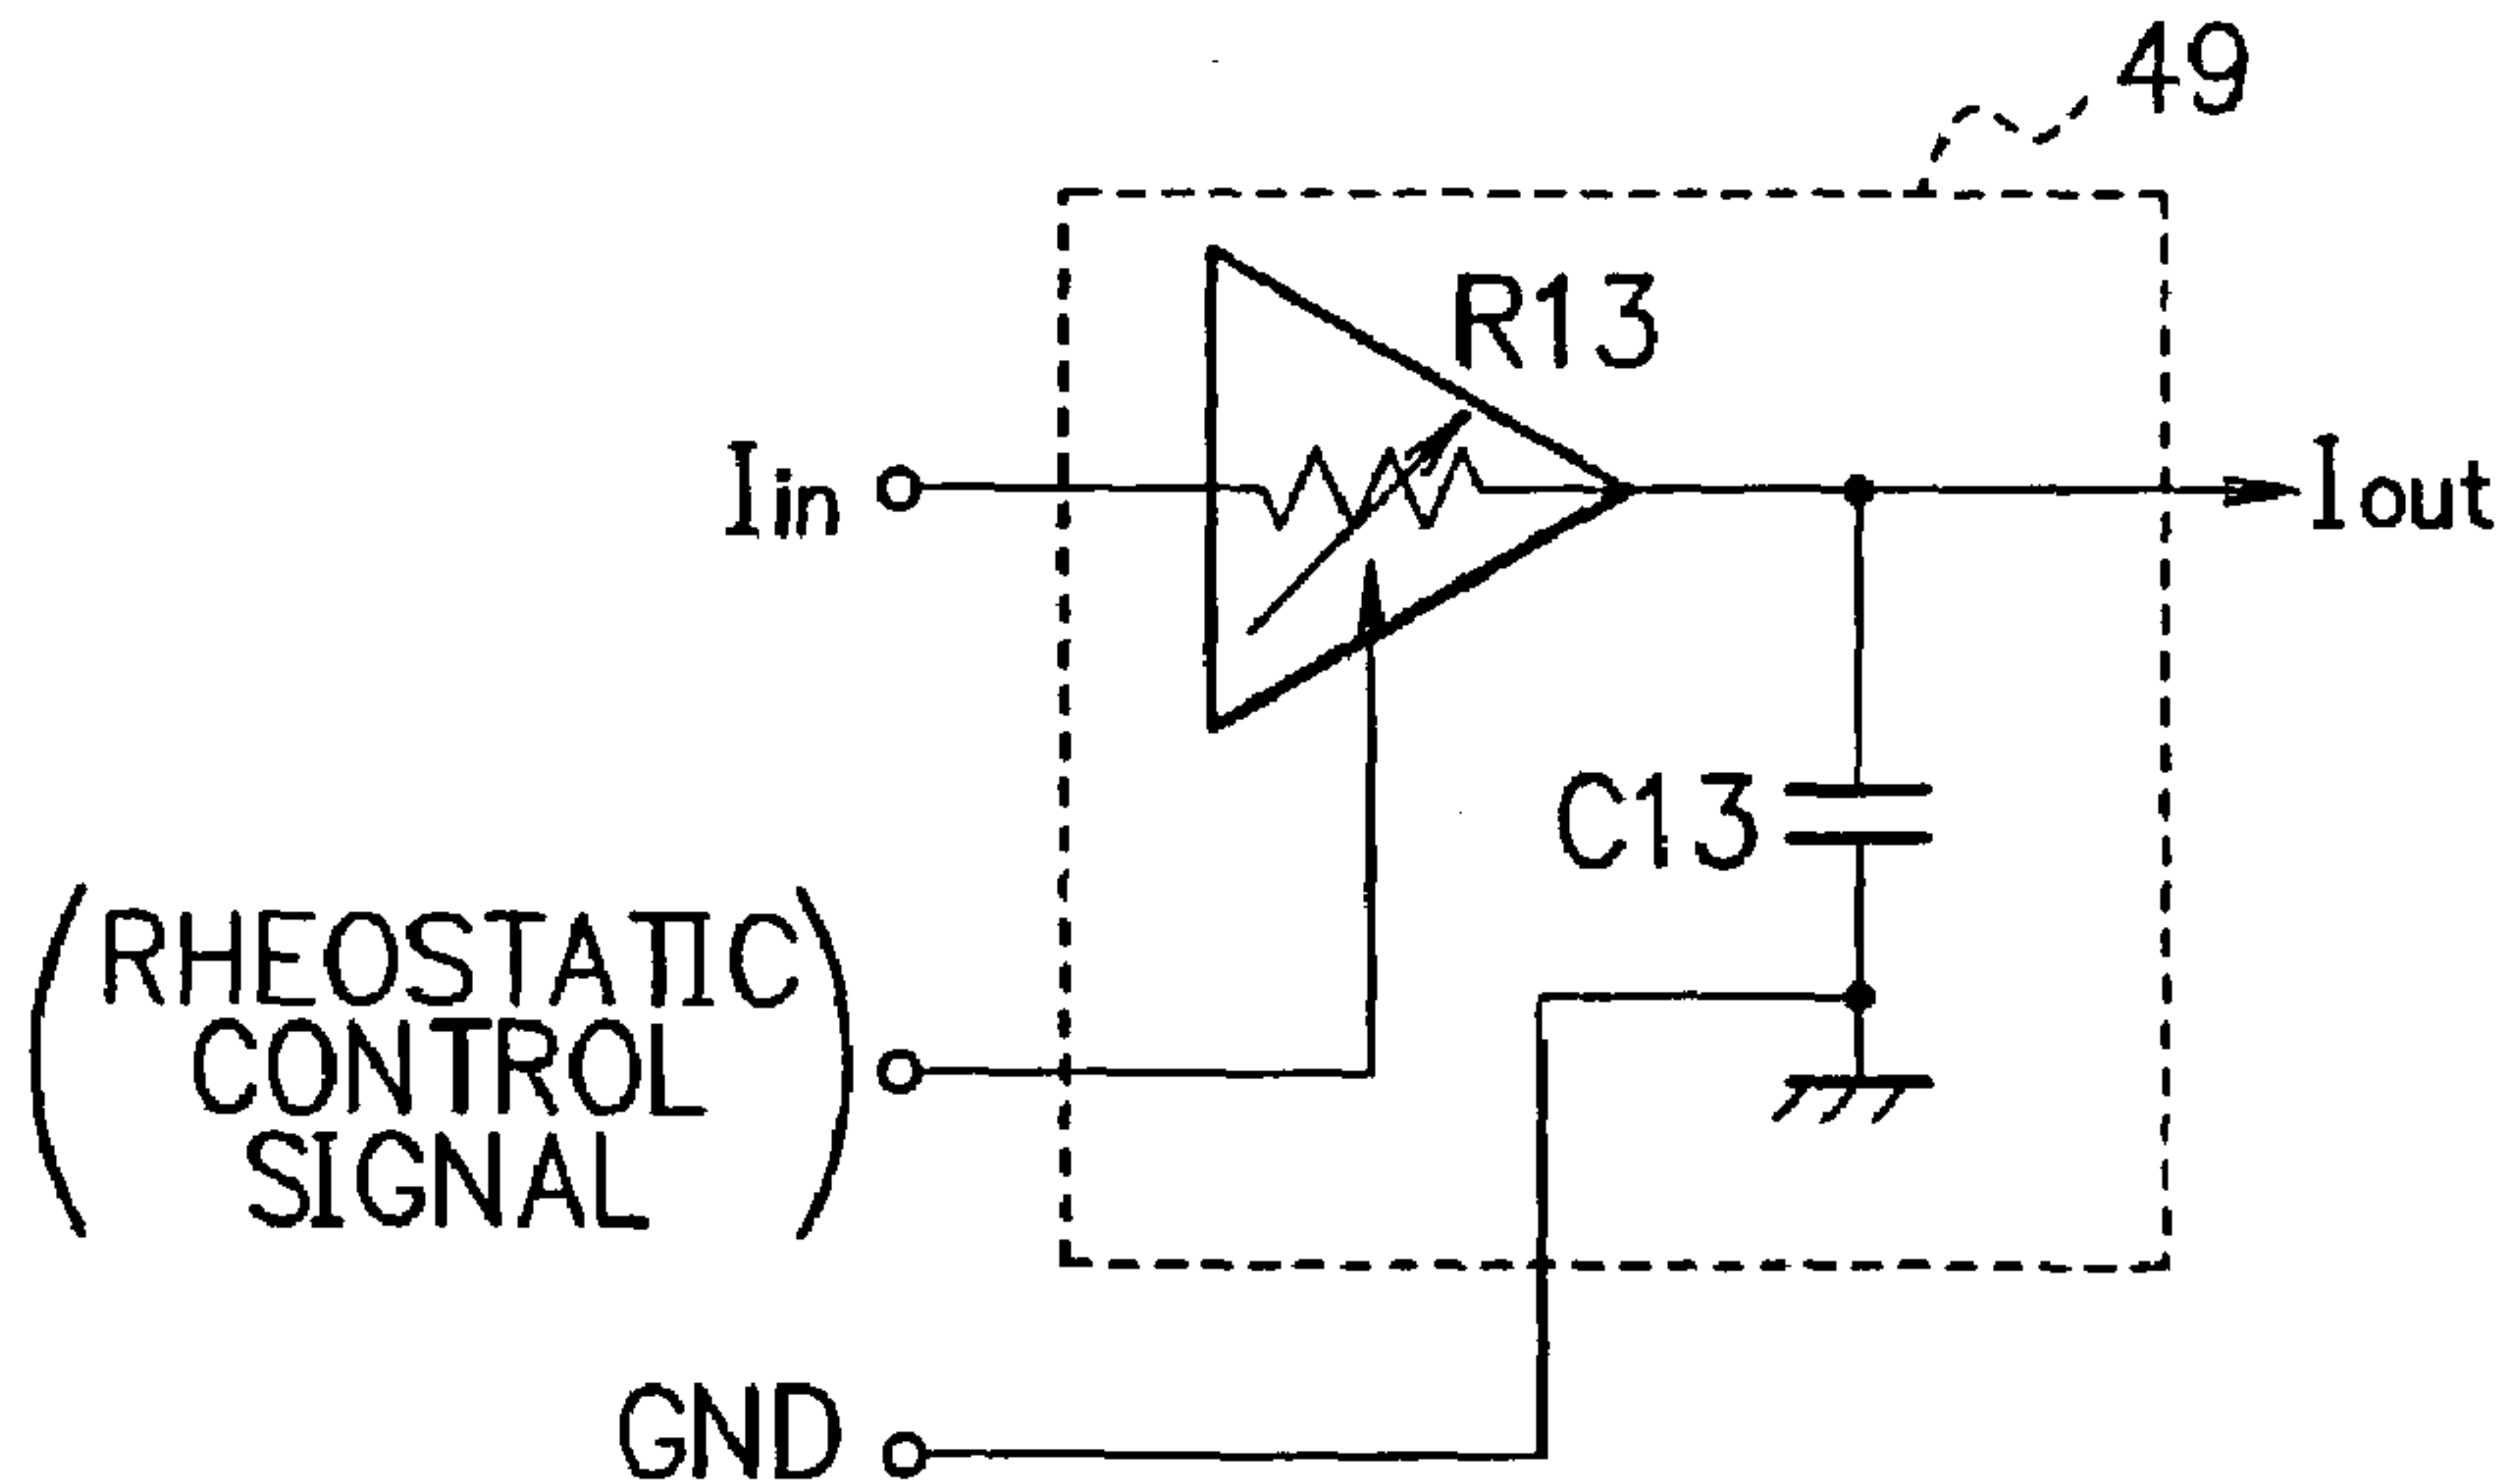 49
R13
Iin
Iout
C13
(RHEOSTATIC
CONTROL
SIGNAL)
GND